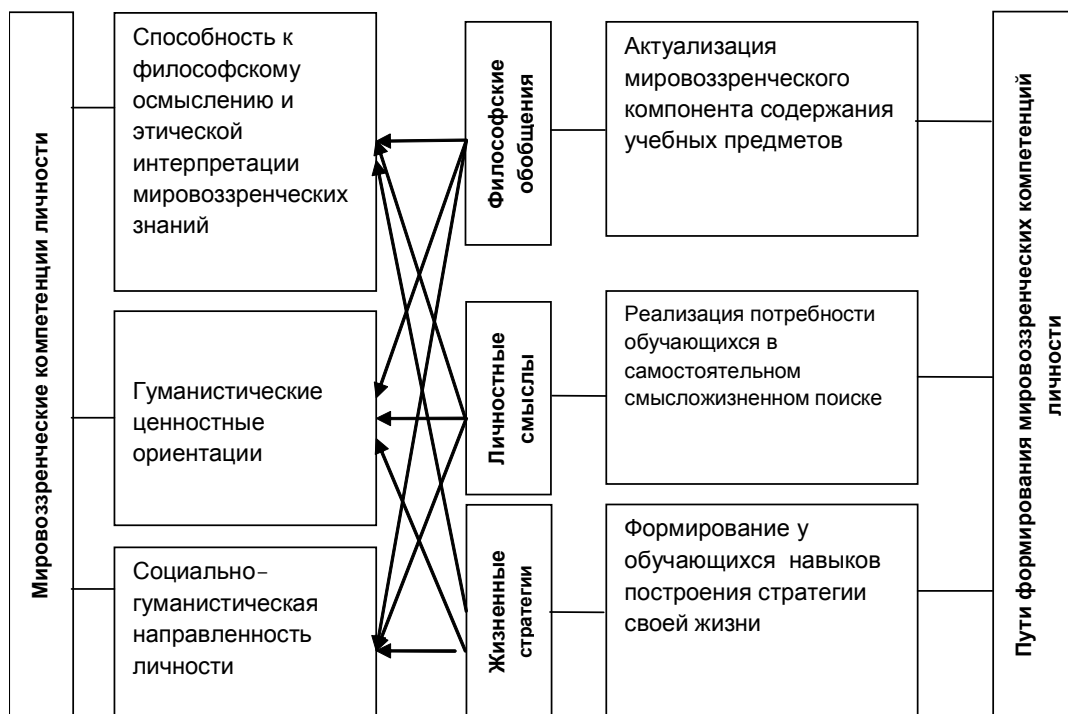 Мировоззренческие компетенции личности
Способность к
философскому
осмыслению и
этической
интерпретации
мировоззренческих
знаний
Гуманистические
ценностные
ориентации
Социально–
гуманистическая
направленность
личности
Философские
обобщения
Личностные
смыслы
Жизненные
стратегии
Актуализация
мировоззренческого
компонента содержания
учебных предметов
Реализация потребности
обучающихся в
самостоятельном
смысложизненном поиске
Формирование у
обучающихся навыков
построения стратегии
своей жизни
Пути формирования мировоззренческих компетенций
личности